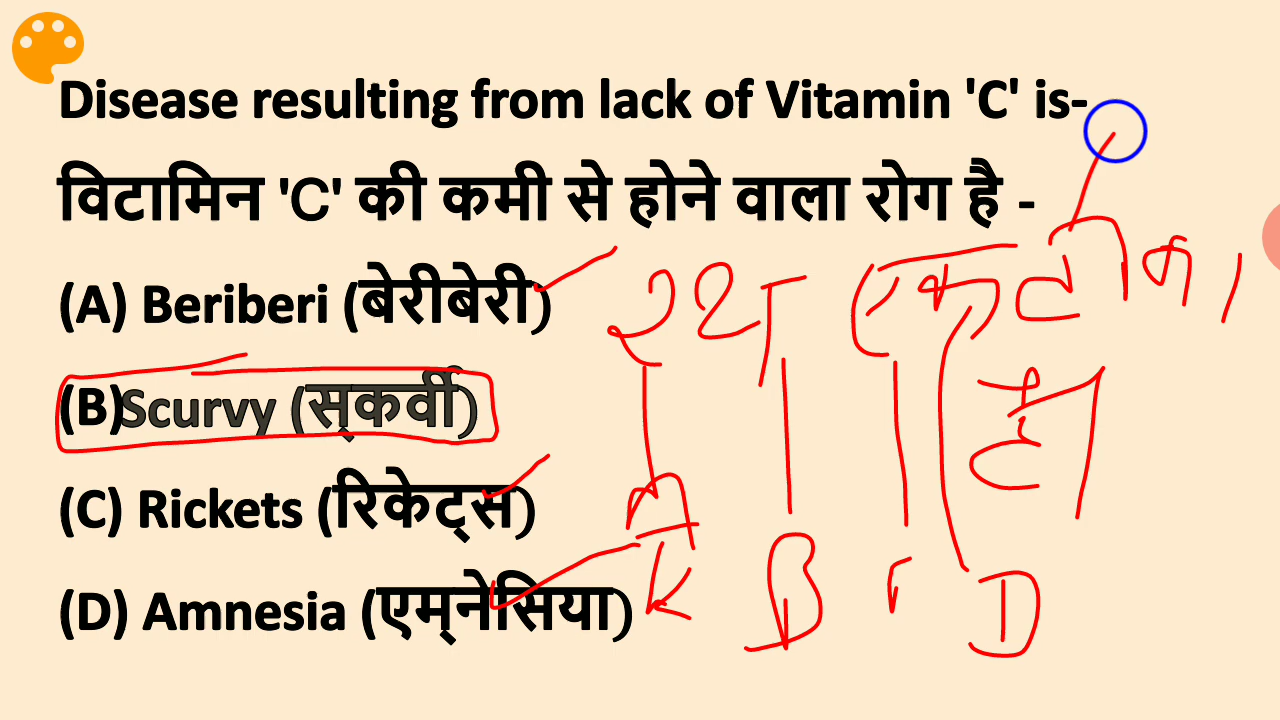 Disease resulting from lack of Vitamin 'C' is-
विटामिन 'C' की कमी से होने वाला रोग है -
(A) Beriberi (बेरीबेरी)
(B)Scurvy (स्कर्वी)
(C) Rickets (रिकेट्स)
(D) Amnesia (एम्नेसिया)
K B D